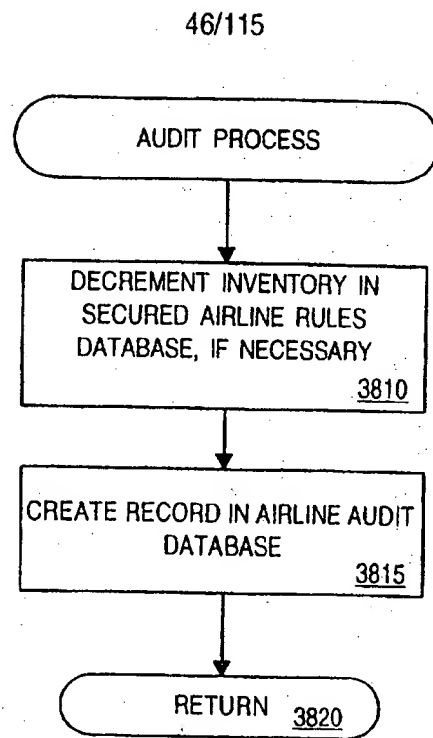 46/115
AUDIT PROCESS
DECREMENT INVENTORY IN
SECURED AIRLINE RULES
DATABASE, IF NECESSARY
3810
CREATE RECORD IN AIRLINE AUDIT
DATABASE
3815
RETURN 3820